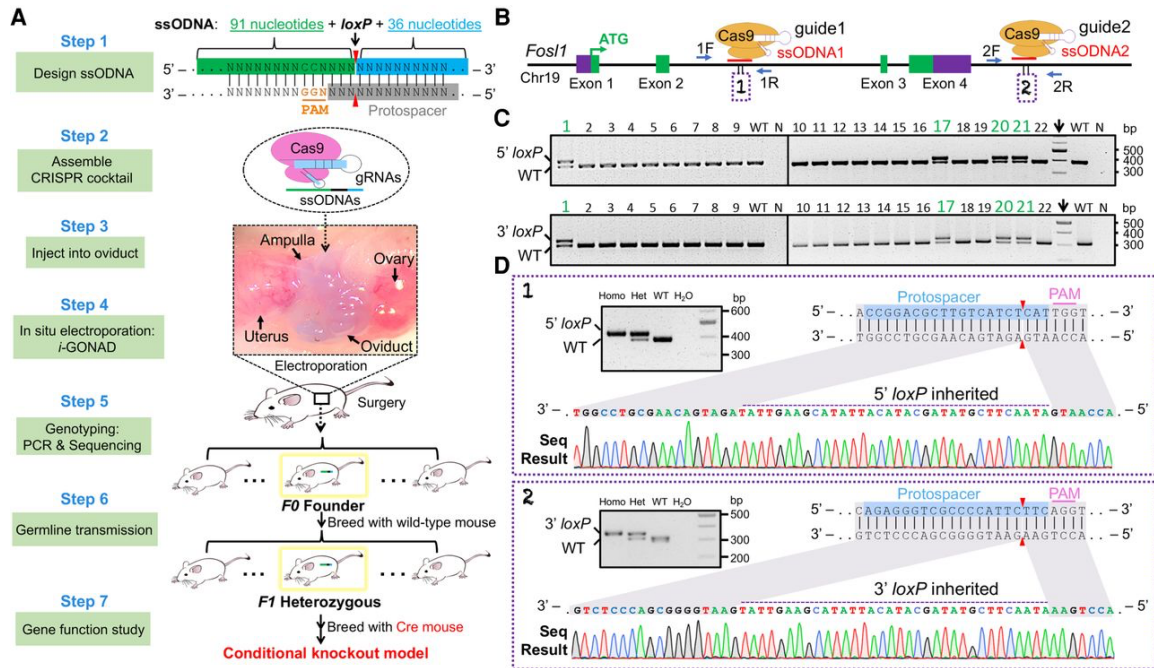 A
ssODNA: 91 nucleotides + loxP + 36 nucleotides
5' — ... NNNNNNNNCCNNNNNNNNNNNNNN ... — 3'
3' — ... NNNNNNNNGGNNNNNNNNNNNNNN ... — 5'
PAM
Protospacer
Step 1
Design ssODNA
Step 2
Assemble
CRISPR cocktail
Step 3
Inject into oviduct
Step 4
In situ electroporation:
i-GONAD
Step 5
Genotyping:
PCR & Sequencing
Step 6
Germline transmission
Step 7
Gene function study
Cas9
gRNAs
ssODNAs
Ampulla
Ovary
Uterus
Oviduct
Electroporation
Surgery
...
...
F0 Founder
Breed with wild-type mouse
...
...
F1 Heterozygous
Breed with Cre mouse
Conditional knockout model
B
Fosl1
Chr19
ATG
Exon 1
Exon 2
1F
Cas9
guide1
ssODNA1
1
1R
Exon 3
Exon 4
2F
Cas9
guide2
ssODNA2
2
2R
C
1 2 3 4 5 6 7 8 9 WT N 10 11 12 13 14 15 16 17 18 19 20 21 22 WT N
bp
5' loxP
WT
500
400
300
1 2 3 4 5 6 7 8 9 WT N 10 11 12 13 14 15 16 17 18 19 20 21 22 WT N
bp
3' loxP
WT
500
400
300
D
1
Homo Het WT H₂O
bp
5' loxP
WT
600
400
300
Protospacer
PAM
5' — ...ACCGGACGCTTGTCATCTCATTGGT... — 3'
3' — ...TGGCCTGCGAACAGTAGAGTAACCA... — 5'
5' loxP inherited
3' — ...TGGCCTGCGAACAGTAGATATTGAAGCATATTACATACGATATGCTTCAATAGTAACCA... — 5'
Seq
Result
2
Homo Het WT H₂O
bp
3' loxP
WT
500
300
200
Protospacer
PAM
5' — ...CAGAGGGTCGCCCCATTCTTCAGGT... — 3'
3' — ...GTCTCCCAGCGGGGTAAGAAGTCCA... — 5'
3' loxP inherited
3' — ...GTCTCCCAGCGGGGTAAGTATTGAAGCATATTACATACGATATGCTTCAATAAAGTCCA... — 5'
Seq
Result